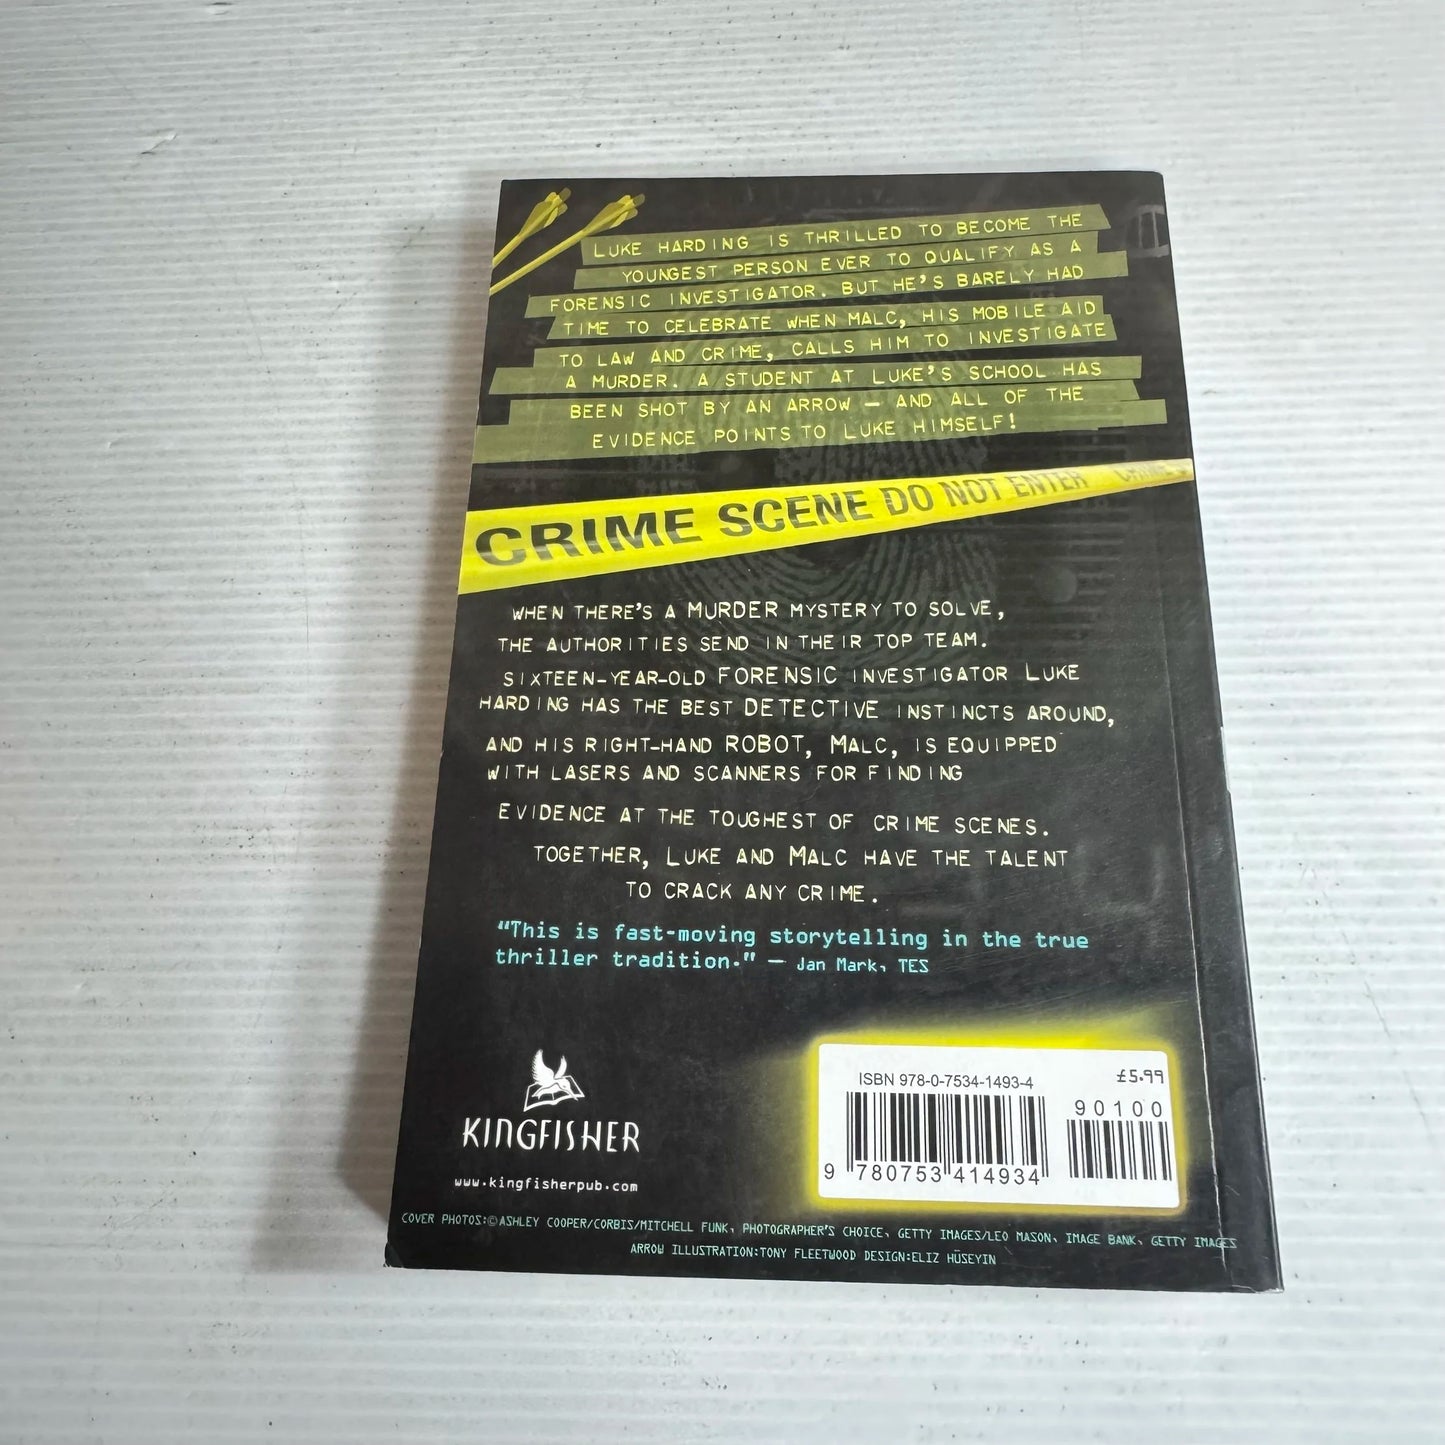 LUKE HARDING IS THRILLED TO BECOME THE
YOUNGEST PERSON EVER TO QUALIFY AS A
FORENSIC INVESTIGATOR. BUT HE'S BARELY HAD
TIME TO CELEBRATE WHEN MALC, HIS MOBILE AID
TO LAW AND CRIME, CALLS HIM TO INVESTIGATE
A MURDER. A STUDENT AT LUKE'S SCHOOL HAS
BEEN SHOT BY AN ARROW – AND ALL OF THE
EVIDENCE POINTS TO LUKE HIMSELF!
CRIME SCENE DO NOT ENTER CRIME
WHEN THERE'S A MURDER MYSTERY TO SOLVE,
THE AUTHORITIES SEND IN THEIR TOP TEAM.
SIXTEEN-YEAR-OLD FORENSIC INVESTIGATOR LUKE
HARDING HAS THE BEST DETECTIVE INSTINCTS AROUND,
AND HIS RIGHT-HAND ROBOT, MALC, IS EQUIPPED
WITH LASERS AND SCANNERS FOR FINDING
EVIDENCE AT THE TOUGHEST OF CRIME SCENES.
TOGETHER, LUKE AND MALC HAVE THE TALENT
TO CRACK ANY CRIME.
"This is fast-moving storytelling in the true
thriller tradition." – Jan Mark, TES
KINGFISHER
www.kingfisherpub.com
ISBN 978-0-7534-1493-4
£5.99
90100
9 780753 414934
COVER PHOTOS:©ASHLEY COOPER/CORBIS/MITCHELL FUNK, PHOTOGRAPHER'S CHOICE, GETTY IMAGES/LEO MASON, IMAGE BANK, GETTY IMAGES
ARROW ILLUSTRATION:TONY FLEETWOOD DESIGN:ELIZ HÜSEYIN